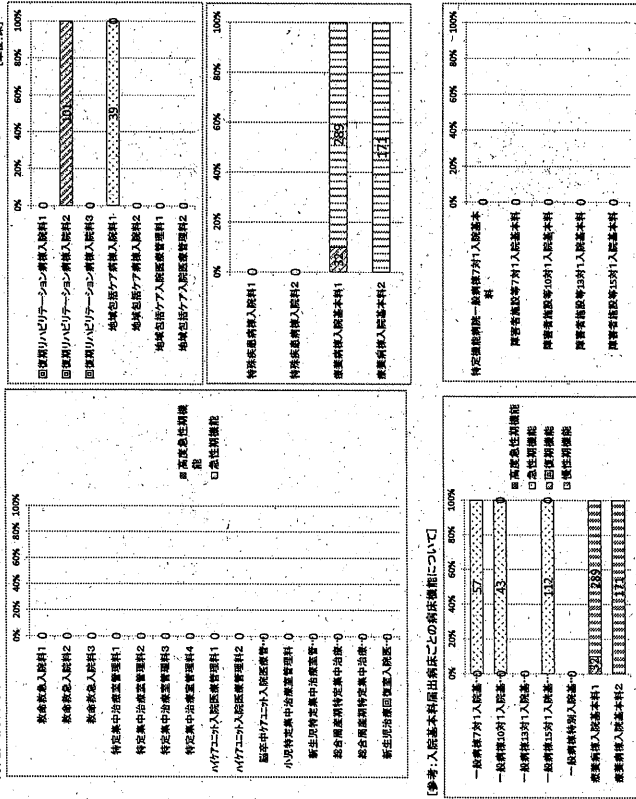 0% 20% 40% 60% 80% 100%
救命救急入院料1 0
救命救急入院料2 0
救命救急入院料3 0
特定集中治療室管理料1 0
特定集中治療室管理料2 0
特定集中治療室管理料3 0
特定集中治療室管理料4 0
ハイケアユニット入院医療管理料1 0
ハイケアユニット入院医療管理料2 0
脳卒中ケアユニット入院医療管…0
小児特定集中治療室管理料 0
新生児特定集中治療室管…0
総合周産期特定集中治療…0
総合周産期特定集中治療…0
新生児治療回復室入院医…0
高度急性期機能
急性期機能
0% 20% 40% 60% 80% 100%
回復期リハビリテーション病棟入院料1 0
回復期リハビリテーション病棟入院料2 101 0
回復期リハビリテーション病棟入院料3 0
地域包括ケア病棟入院料1 39 0
地域包括ケア病棟入院料2 0
地域包括ケア入院医療管理料1 0
地域包括ケア入院医療管理料2 0
0% 20% 40% 60% 80% 100%
特殊疾患病棟入院料1 0
特殊疾患病棟入院料2 0
療養病棟入院基本料1 32 289
療養病棟入院基本料2 171
[参考:入院基本料届出病床ごとの病床機能について]
0% 20% 40% 60% 80% 100%
一般病棟7対1入院基…0 57 0
一般病棟10対1入院基…0 43 0
一般病棟13対1入院基…0
一般病棟15対1入院基…0 112 0
一般病棟特別入院基…0
療養病棟入院基本料1 32 289
療養病棟入院基本料2 171
高度急性期機能
急性期機能
回復期機能
慢性期機能
0% 20% 40% 60% 80% 100%
特定機能病院一般病棟7対1入院基本料 0
障害者施設等7対1入院基本料 0
障害者施設等10対1入院基本料 0
障害者施設等13対1入院基本料 0
障害者施設等15対1入院基本料 0